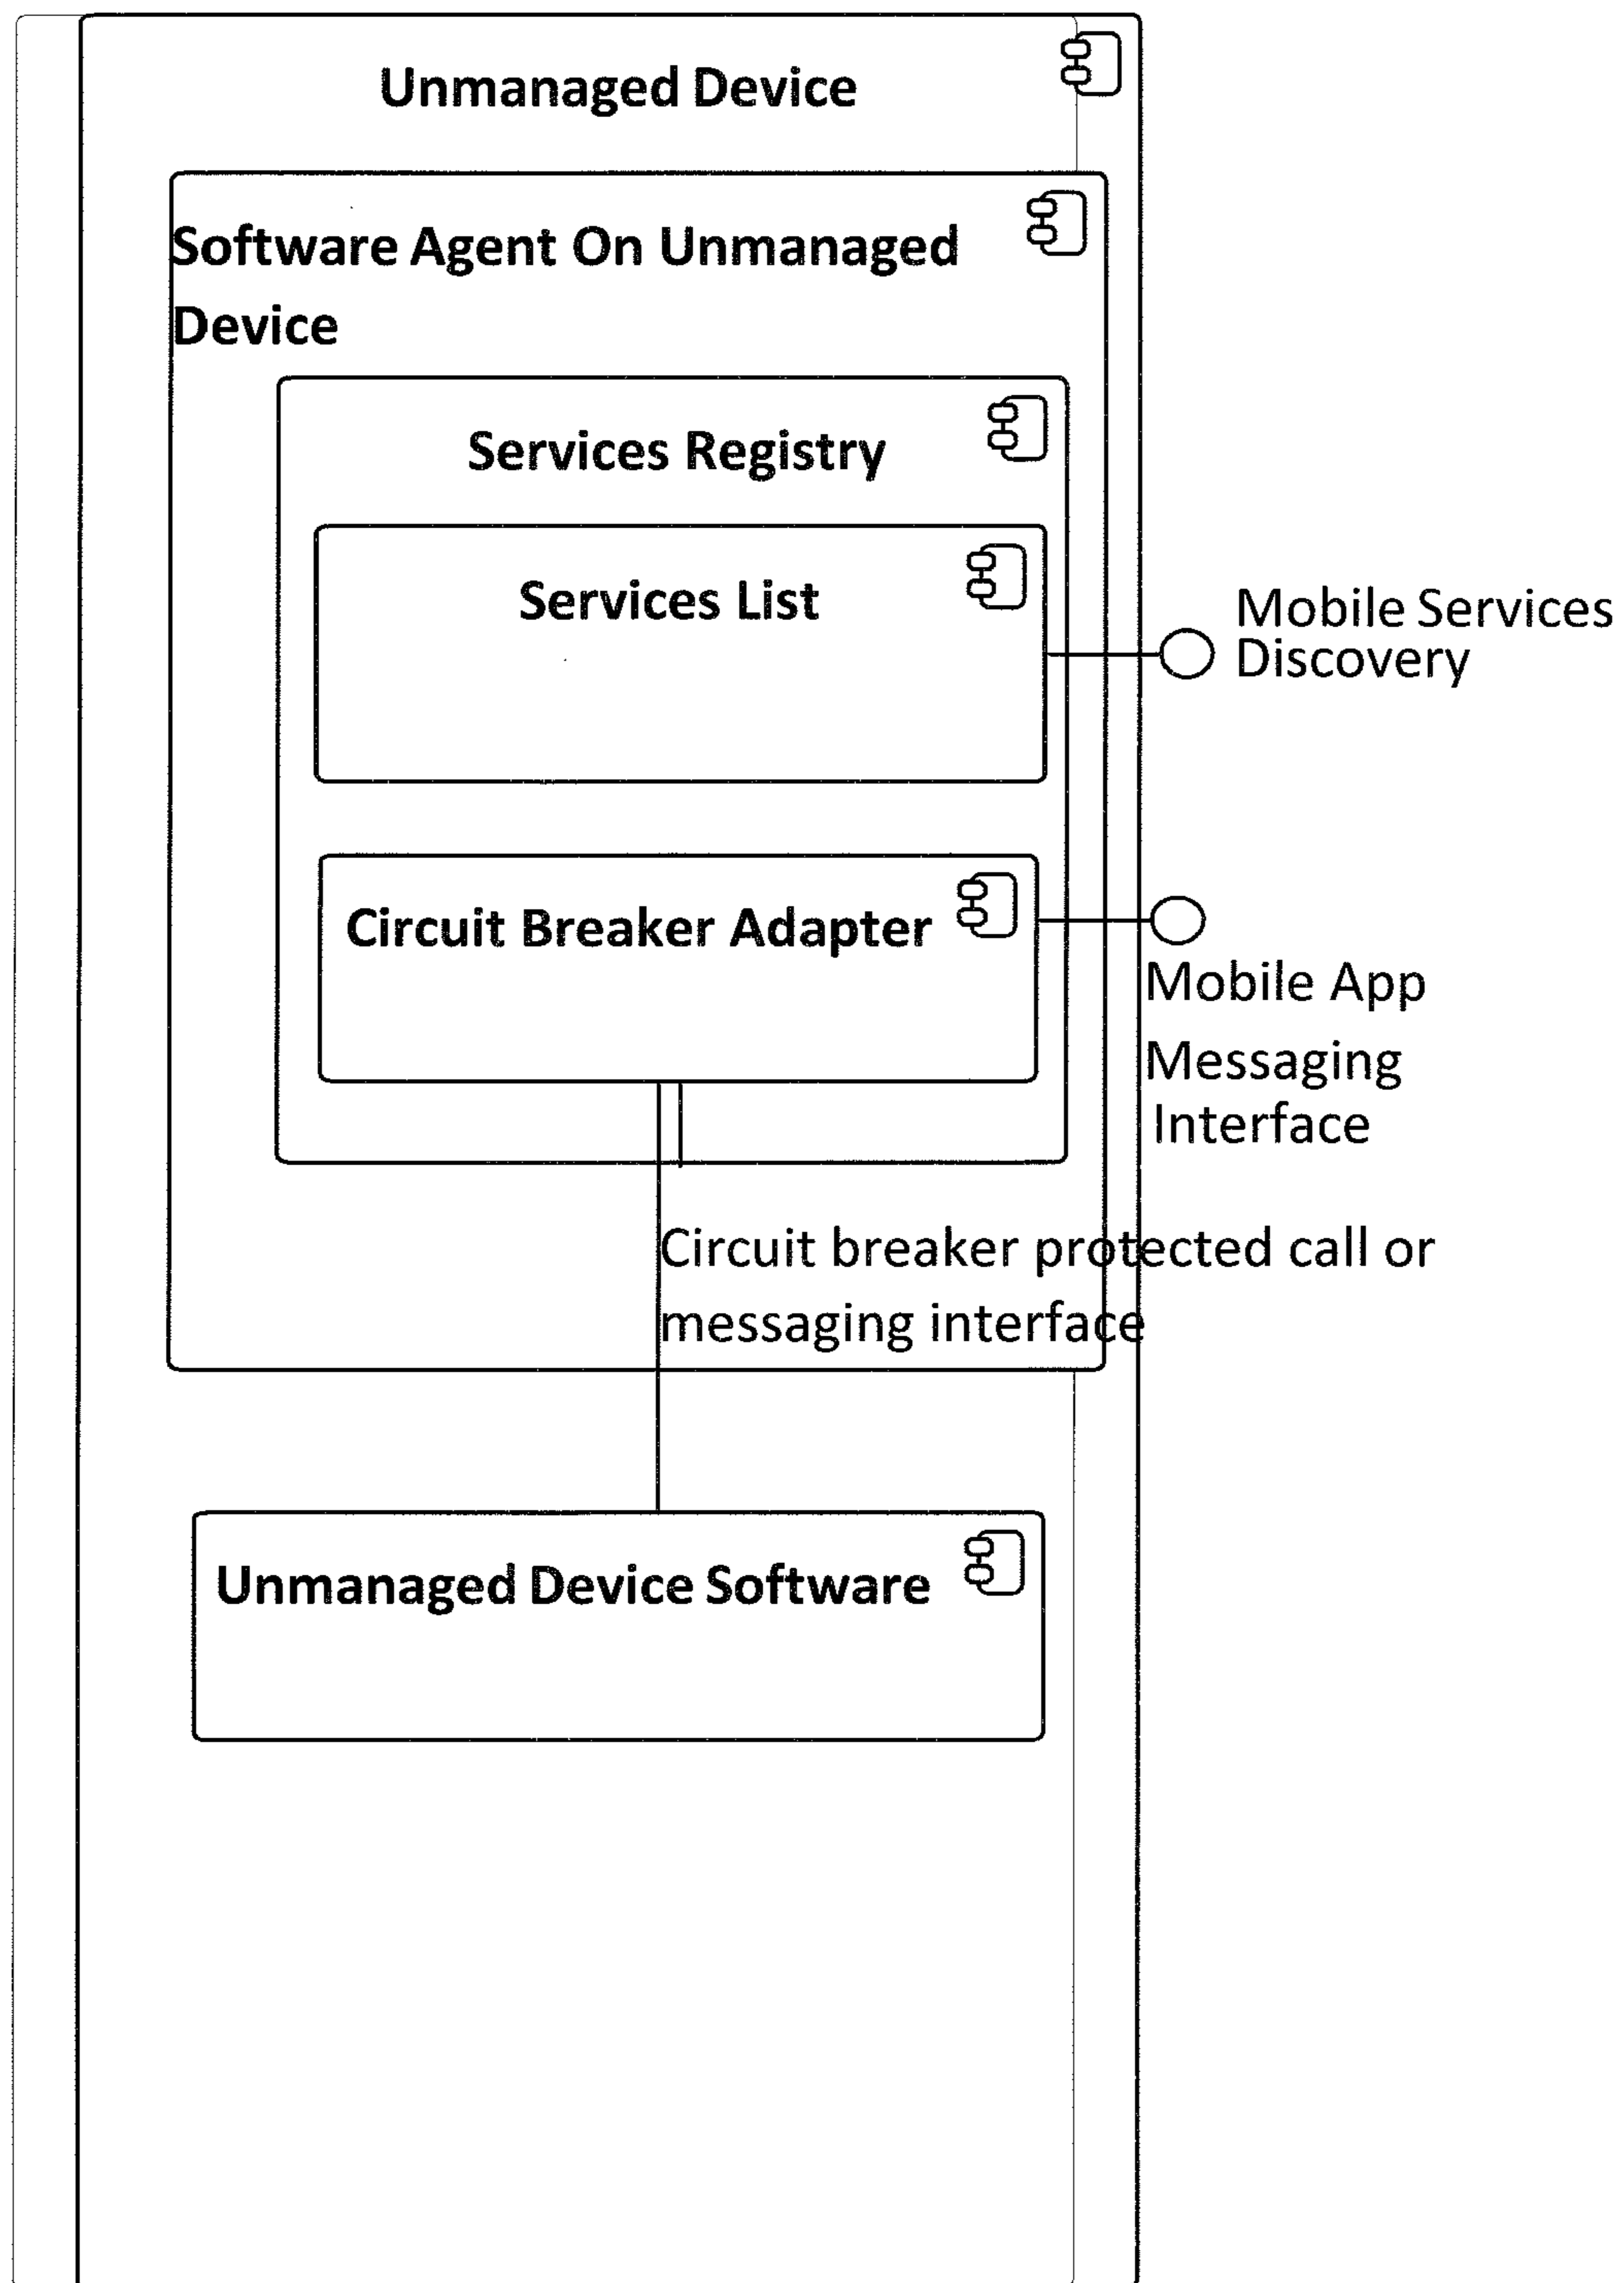 Unmanaged Device
Software Agent On Unmanaged
Device
Services Registry
Services List
Mobile Services
Discovery
Circuit Breaker Adapter
Mobile App
Messaging
Interface
Circuit breaker protected call or
messaging interface
Unmanaged Device Software